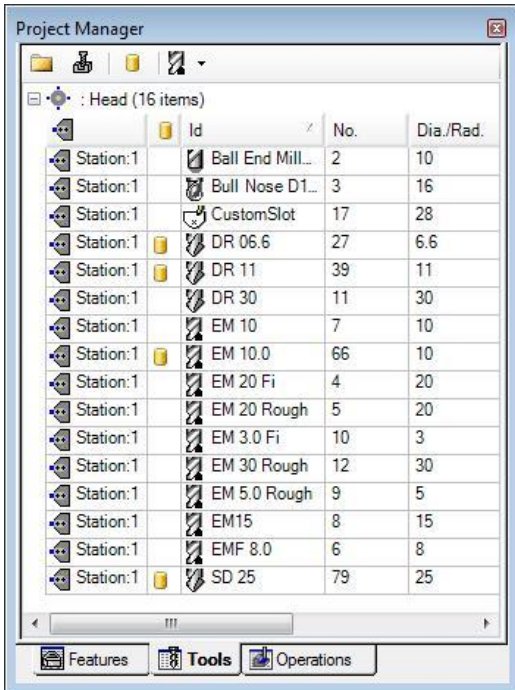 Project Manager
: Head (16 items)
Id No. Dia./Rad.
Station:1 Ball End Mill... 2 10
Station:1 Bull Nose D1... 3 16
Station:1 CustomSlot 17 28
Station:1 DR 06.6 27 6.6
Station:1 DR 11 39 11
Station:1 DR 30 11 30
Station:1 EM 10 7 10
Station:1 EM 10.0 66 10
Station:1 EM 20 Fi 4 20
Station:1 EM 20 Rough 5 20
Station:1 EM 3.0 Fi 10 3
Station:1 EM 30 Rough 12 30
Station:1 EM 5.0 Rough 9 5
Station:1 EM15 8 15
Station:1 EMF 8.0 6 8
Station:1 SD 25 79 25
Features Tools Operations